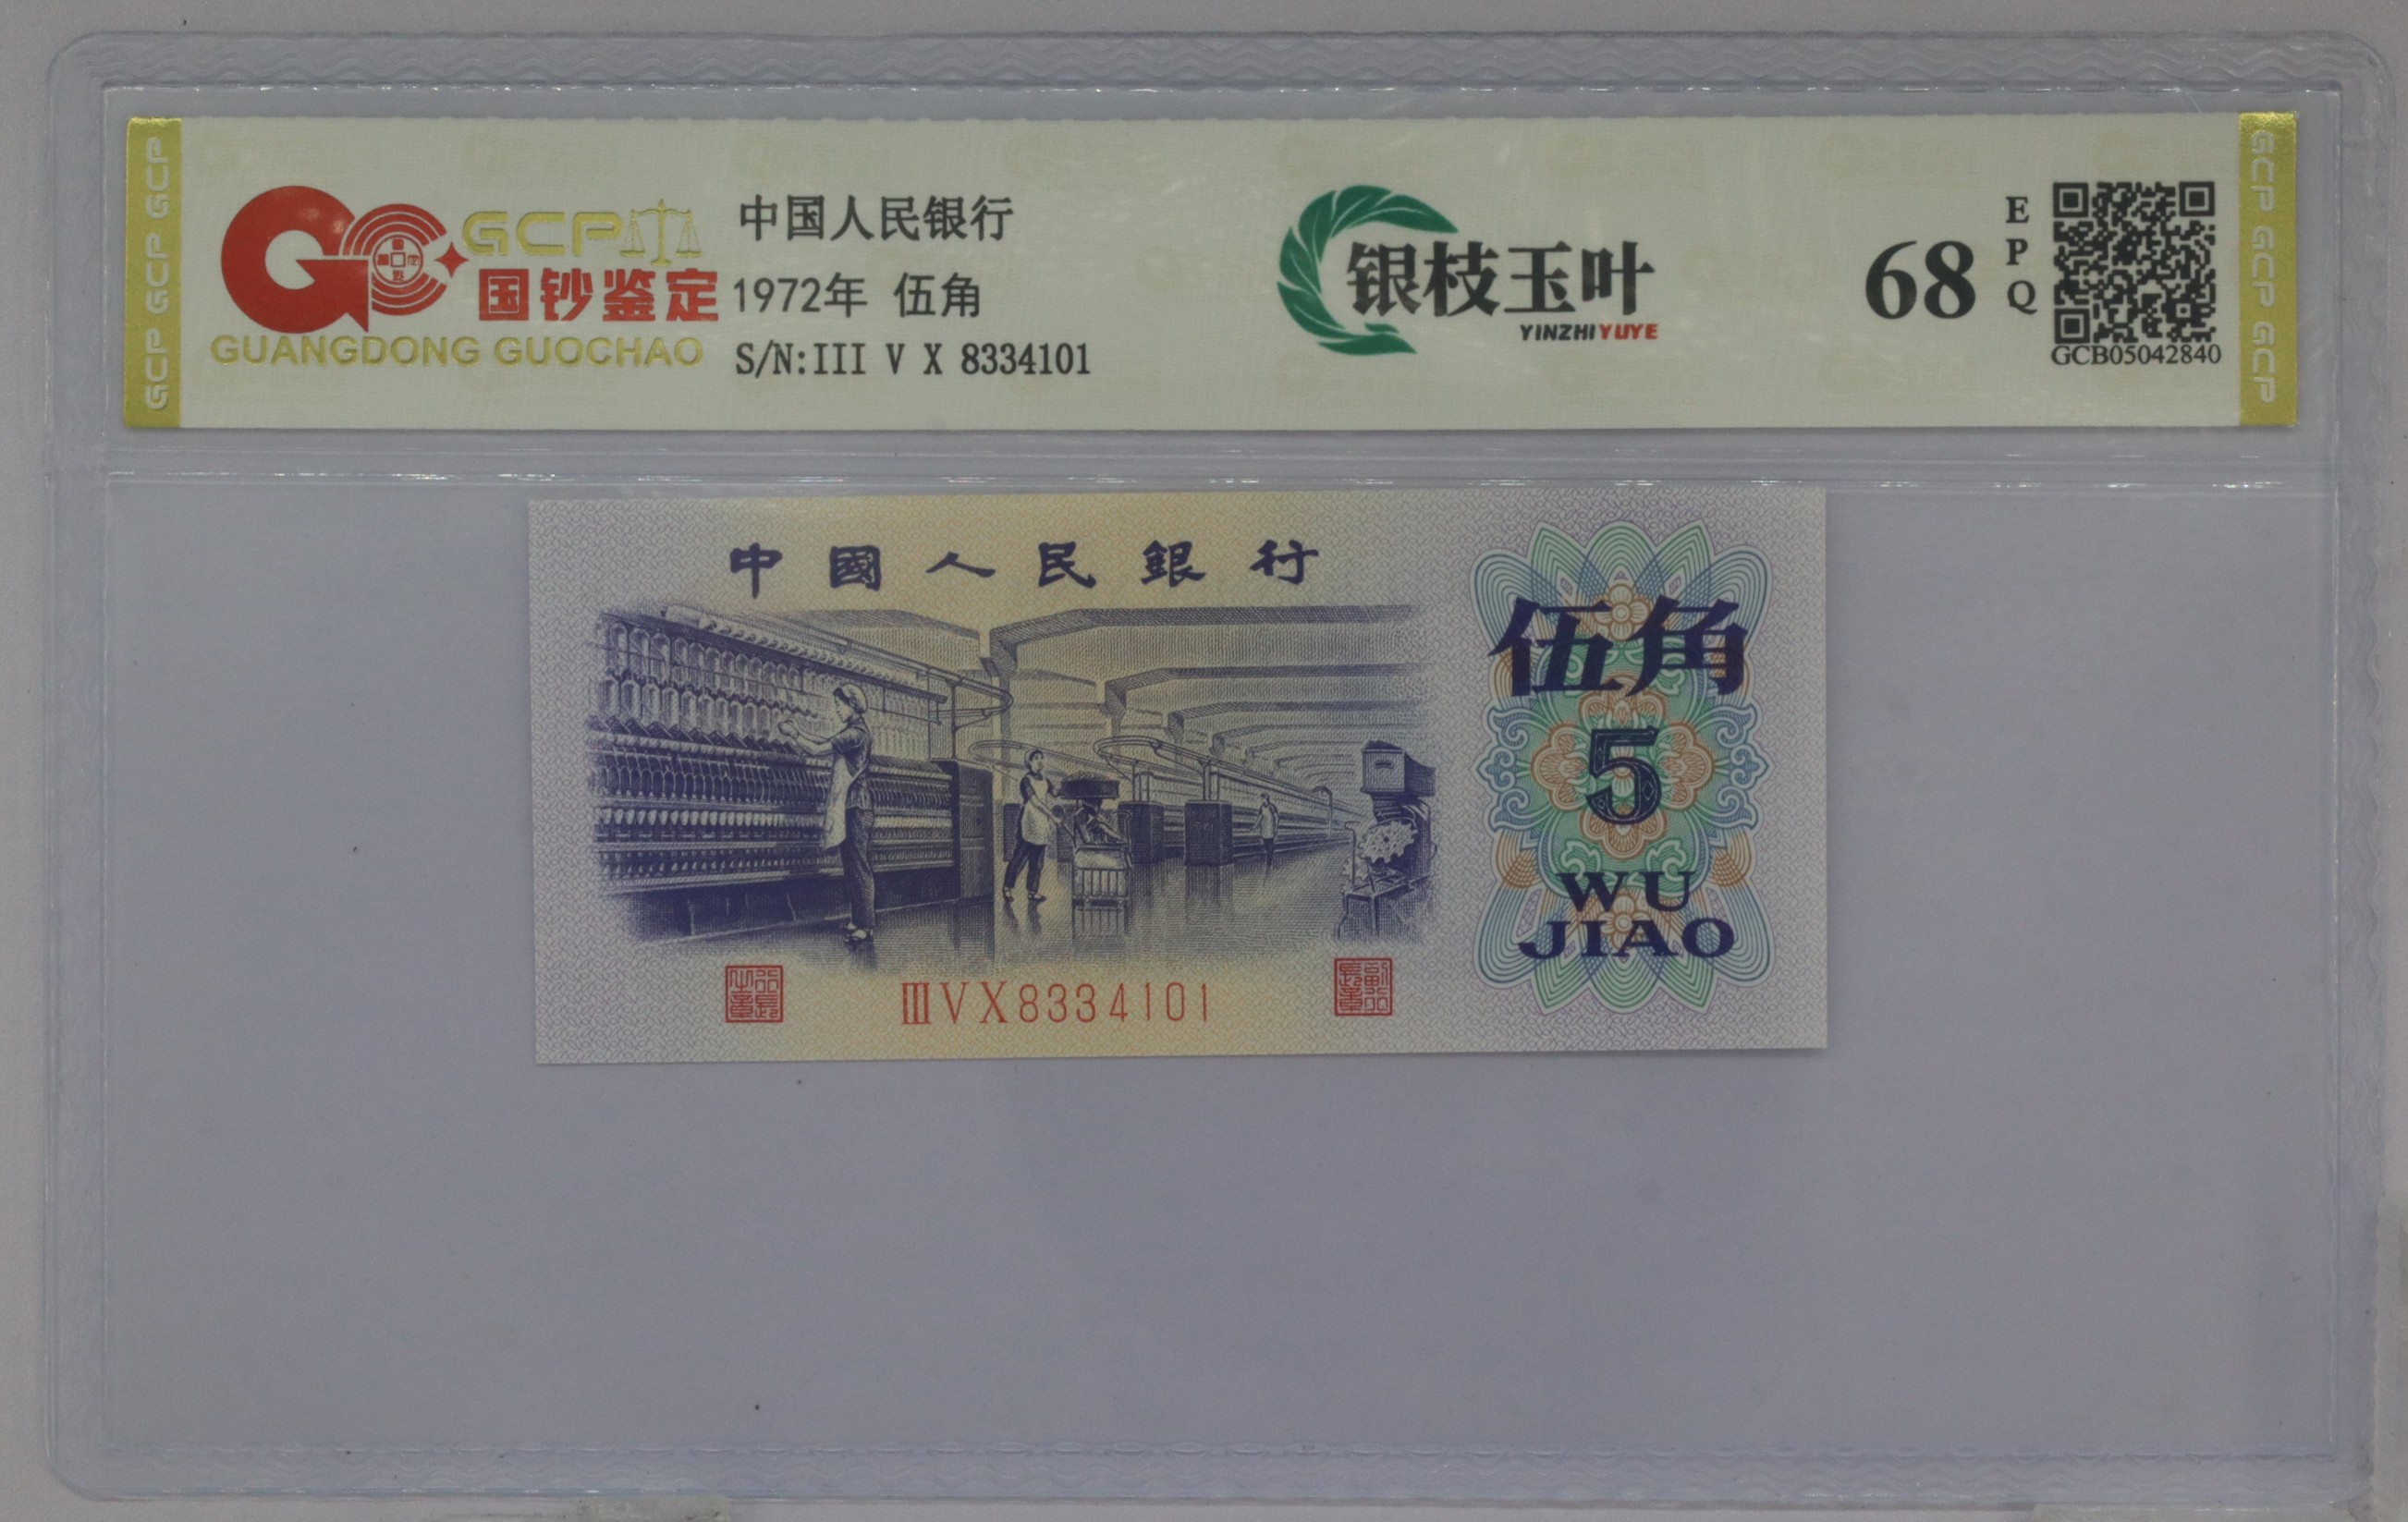 GCP GCP GCP
GCP
国钞鉴定
GUANGDONG GUOCHAO
中国人民银行
1972年 伍角
S/N:III V X 8334101
银枝玉叶
YINZHIYUYE
68
EPQ
GCB05042840
GCP GCP GCP
中國人民銀行
伍角
5
WU
JIAO
ⅢVX8334101